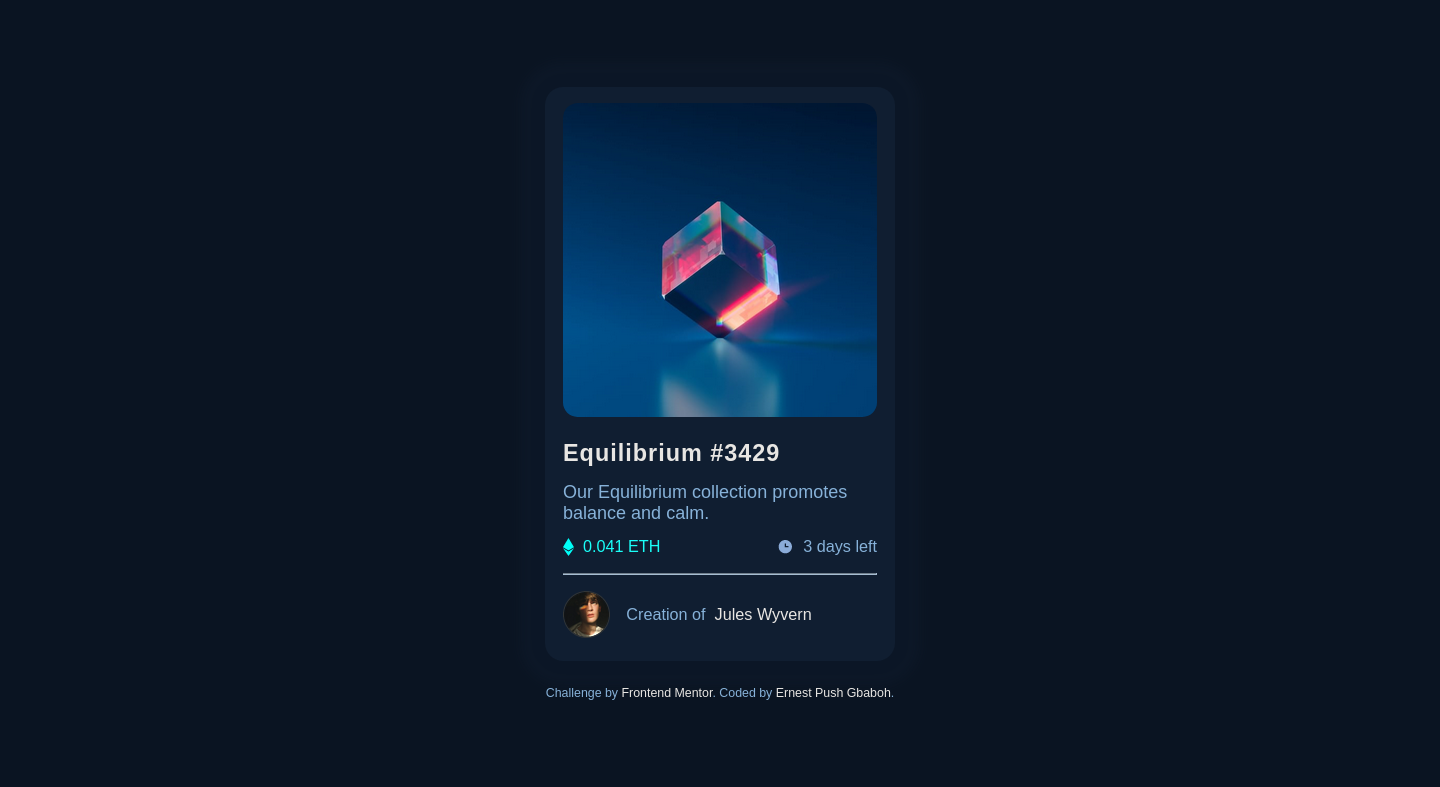 Equilibrium #3429
Our Equilibrium collection promotes
balance and calm.
0.041 ETH
3 days left
Creation of Jules Wyvern
Challenge by Frontend Mentor. Coded by Ernest Push Gbaboh.